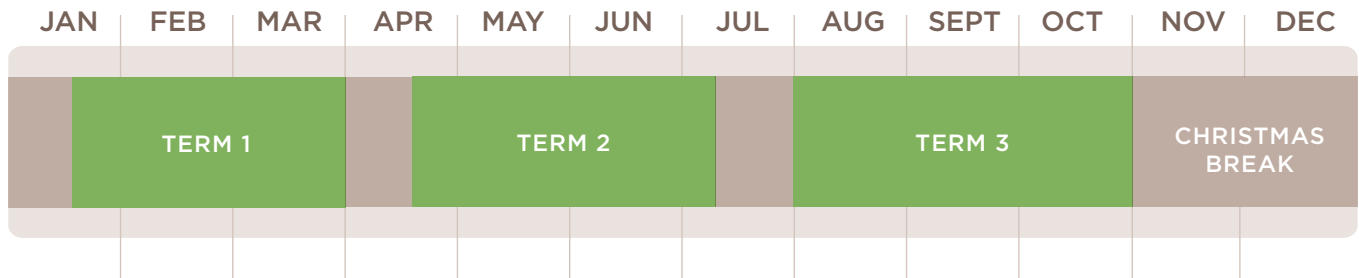 JAN FEB MAR APR MAY JUN JUL AUG SEPT OCT NOV DEC
TERM 1 TERM 2 TERM 3 CHRISTMAS
BREAK